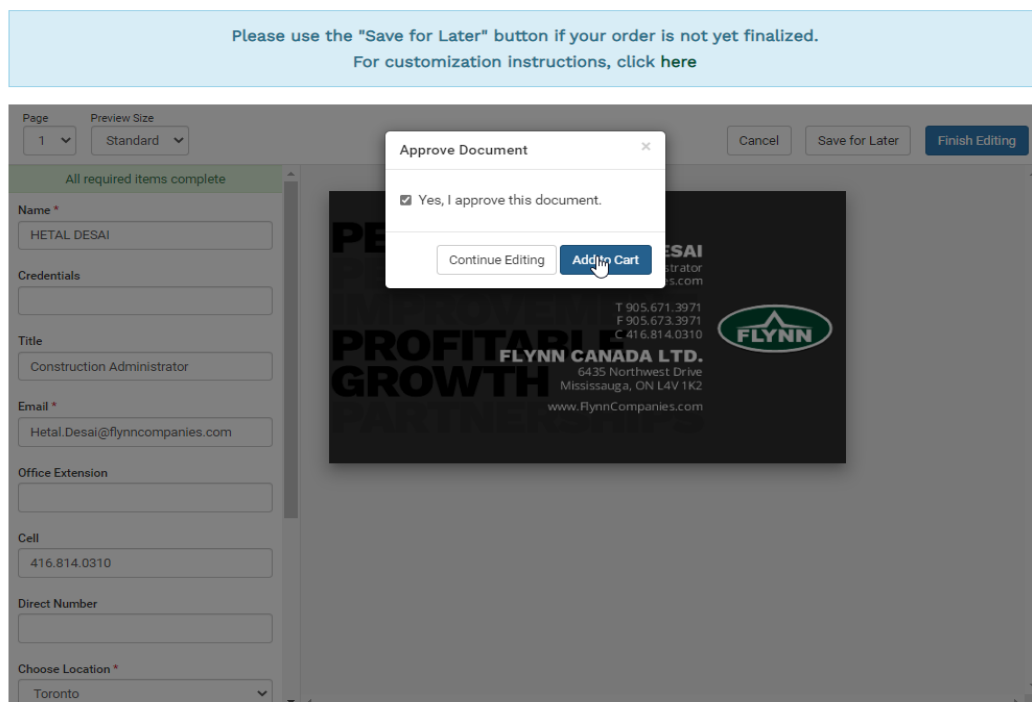 Please use the "Save for Later" button if your order is not yet finalized.
For customization instructions, click here
Page Preview Size
1 Standard
Cancel Save for Later Finish Editing
Approve Document ×
Yes, I approve this document.
Continue Editing Add to Cart
All required items complete
Name *
HETAL DESAI
Credentials
Title
Construction Administrator
Email *
Hetal.Desai@flynncompanies.com
Office Extension
Cell
416.814.0310
Direct Number
Choose Location *
Toronto
ESAI
strator
es.com
T 905.671.3971
F 905.673.3971
C 416.814.0310
FLYNN CANADA LTD.
6435 Northwest Drive
Mississauga, ON L4V 1K2
www.FlynnCompanies.com
FLYNN
PE
IMPROVEMENT
PROFITABLE
GROWTH
PARTNERSHIPS